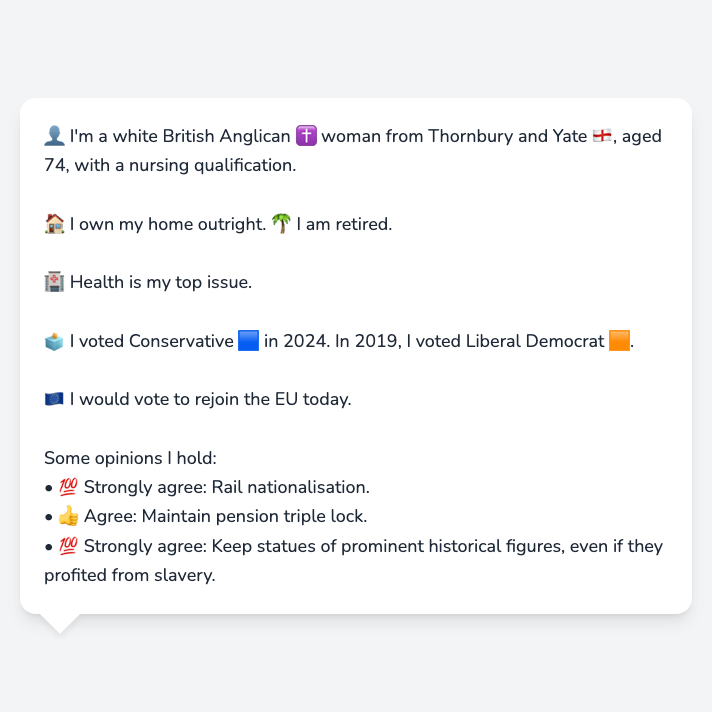 👤 I'm a white British Anglican ✝️ woman from Thornbury and Yate 🏴󠁧󠁢󠁥󠁮󠁧󠁿, aged
74, with a nursing qualification.
🏠 I own my home outright. 🌴 I am retired.
🏥 Health is my top issue.
🗳️ I voted Conservative 🟦 in 2024. In 2019, I voted Liberal Democrat 🟧.
🇪🇺 I would vote to rejoin the EU today.
Some opinions I hold:
• 💯 Strongly agree: Rail nationalisation.
• 👍 Agree: Maintain pension triple lock.
• 💯 Strongly agree: Keep statues of prominent historical figures, even if they
profited from slavery.